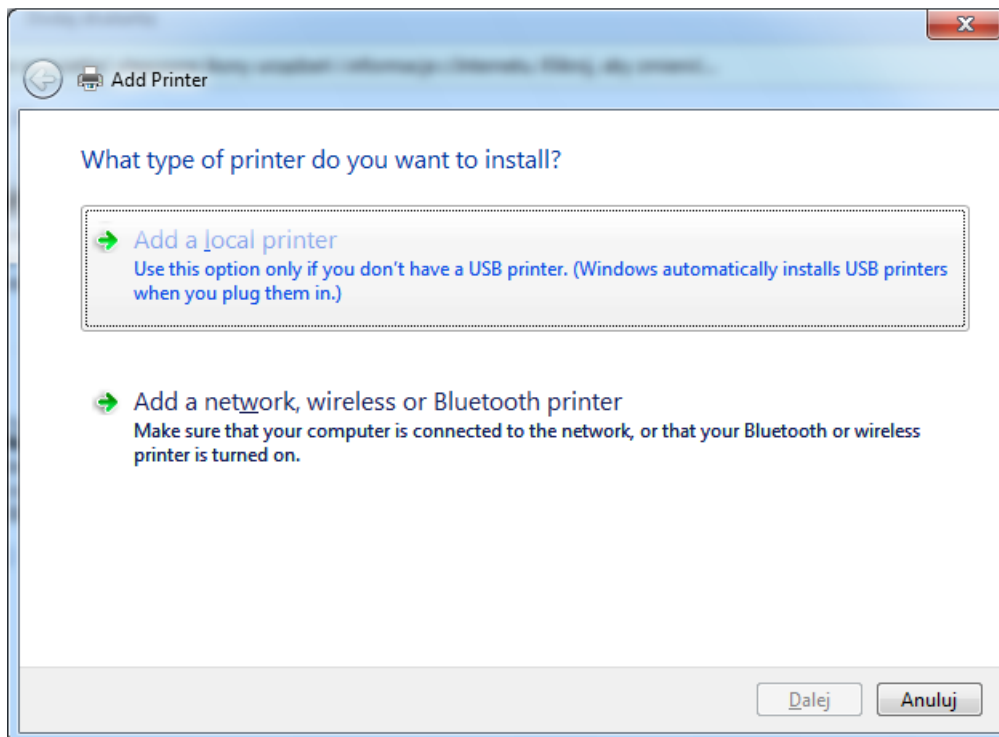 Add Printer
What type of printer do you want to install?
Add a local printer
Use this option only if you don't have a USB printer. (Windows automatically installs USB printers
when you plug them in.)
Add a network, wireless or Bluetooth printer
Make sure that your computer is connected to the network, or that your Bluetooth or wireless
printer is turned on.
Dalej
Anuluj